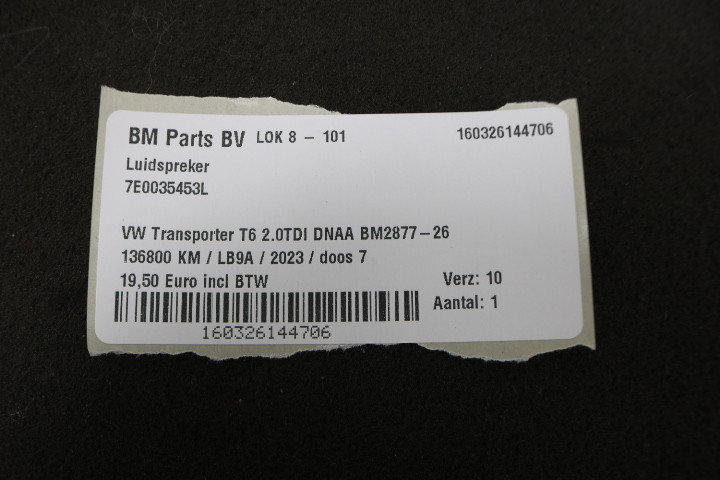 BM Parts BV LOK 8 - 101 160326144706
Luidspreker
7E0035453L
VW Transporter T6 2.0TDI DNAA BM2877-26
136800 KM / LB9A / 2023 / doos 7
19,50 Euro incl BTW Verz: 10
Aantal: 1
160326144706